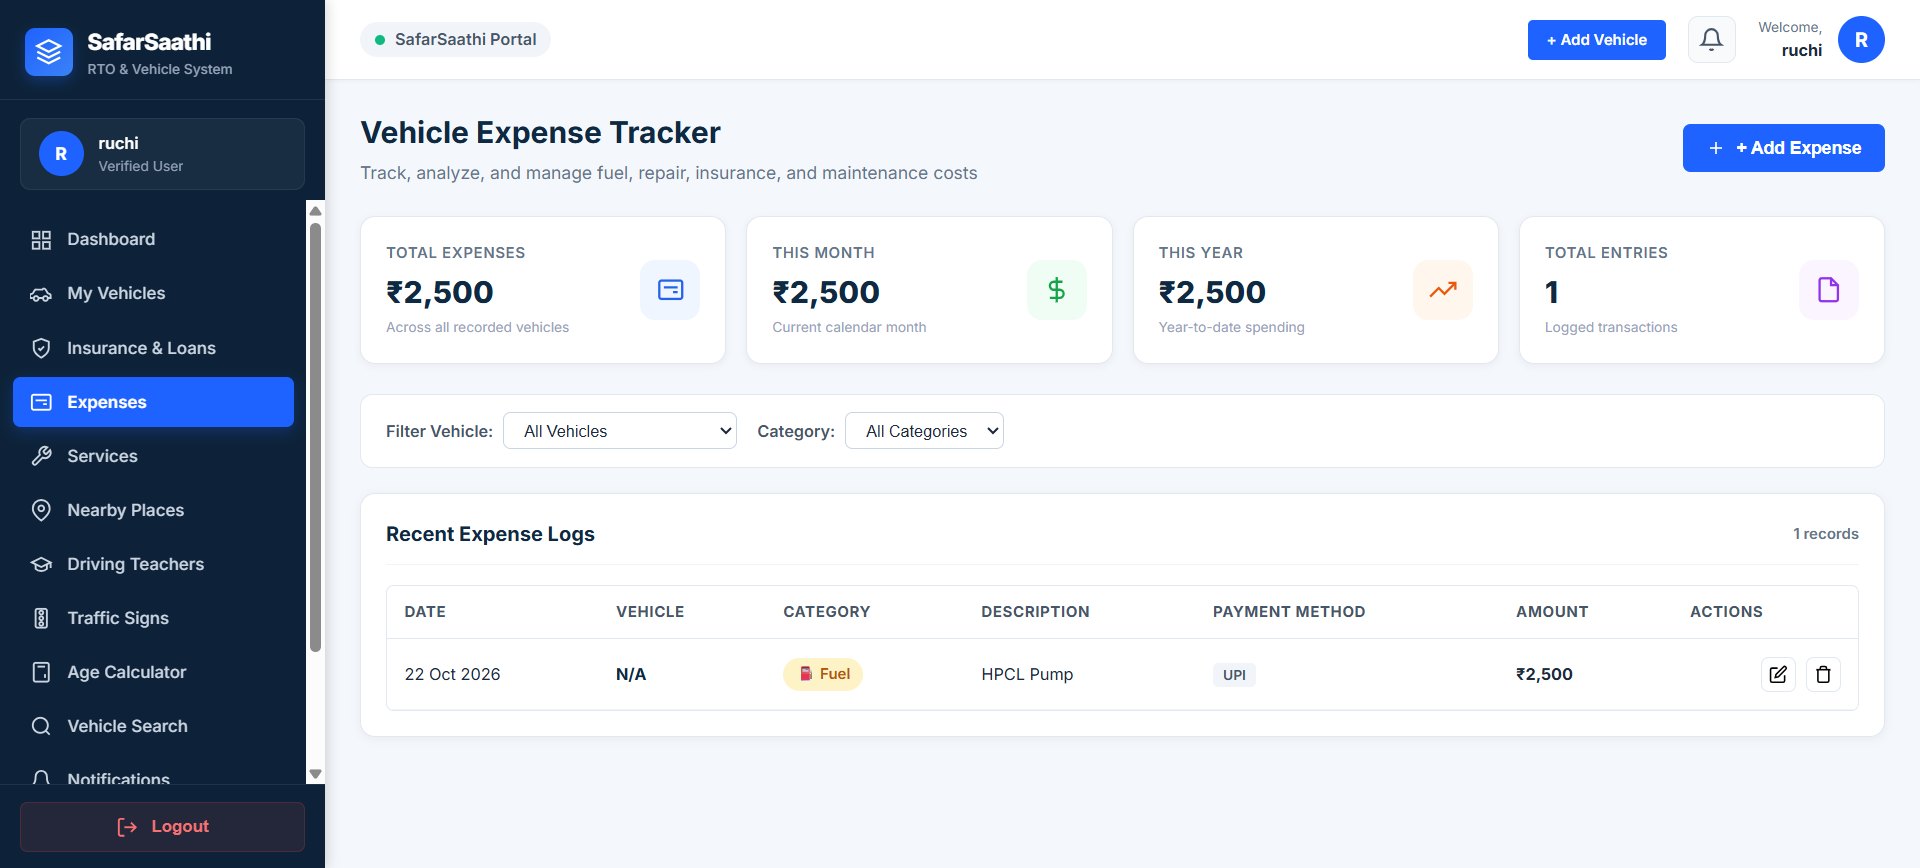 SafarSaathi
RTO & Vehicle System
R
ruchi
Verified User
Dashboard
My Vehicles
Insurance & Loans
Expenses
Services
Nearby Places
Driving Teachers
Traffic Signs
Age Calculator
Vehicle Search
Notifications
Logout
SafarSaathi Portal
+ Add Vehicle
Welcome,
ruchi
R
Vehicle Expense Tracker
Track, analyze, and manage fuel, repair, insurance, and maintenance costs
+ + Add Expense
TOTAL EXPENSES
₹2,500
Across all recorded vehicles
THIS MONTH
₹2,500
Current calendar month
$
THIS YEAR
₹2,500
Year-to-date spending
TOTAL ENTRIES
1
Logged transactions
Filter Vehicle: All Vehicles Category: All Categories
Recent Expense Logs 1 records
DATE VEHICLE CATEGORY DESCRIPTION PAYMENT METHOD AMOUNT ACTIONS
22 Oct 2026 N/A Fuel HPCL Pump UPI ₹2,500